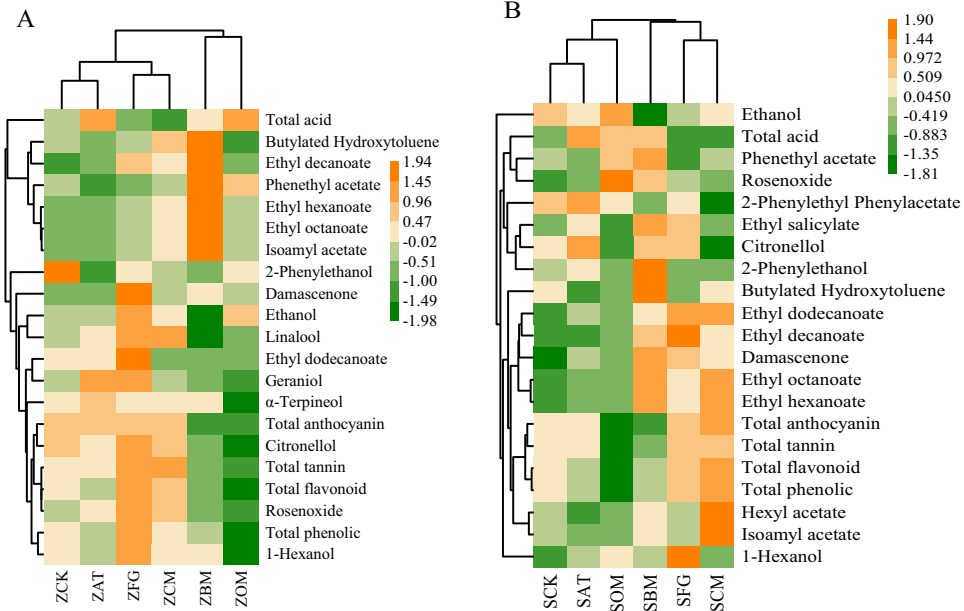 A
Total acid
Butylated Hydroxytoluene
Ethyl decanoate
Phenethyl acetate
Ethyl hexanoate
Ethyl octanoate
Isoamyl acetate
2-Phenylethanol
Damascenone
Ethanol
Linalool
Ethyl dodecanoate
Geraniol
α-Terpineol
Total anthocyanin
Citronellol
Total tannin
Total flavonoid
Rosenoxide
Total phenolic
1-Hexanol
1.94
1.45
0.96
0.47
-0.02
-0.51
-1.00
-1.49
-1.98
ZCK
ZAT
ZFG
ZCM
ZBM
ZOM
B
1.90
1.44
0.972
0.509
0.0450
-0.419
-0.883
-1.35
-1.81
Ethanol
Total acid
Phenethyl acetate
Rosenoxide
2-Phenylethyl Phenylacetate
Ethyl salicylate
Citronellol
2-Phenylethanol
Butylated Hydroxytoluene
Ethyl dodecanoate
Ethyl decanoate
Damascenone
Ethyl octanoate
Ethyl hexanoate
Total anthocyanin
Total tannin
Total flavonoid
Total phenolic
Hexyl acetate
Isoamyl acetate
1-Hexanol
SCK
SAT
SOM
SBM
SFG
SCM